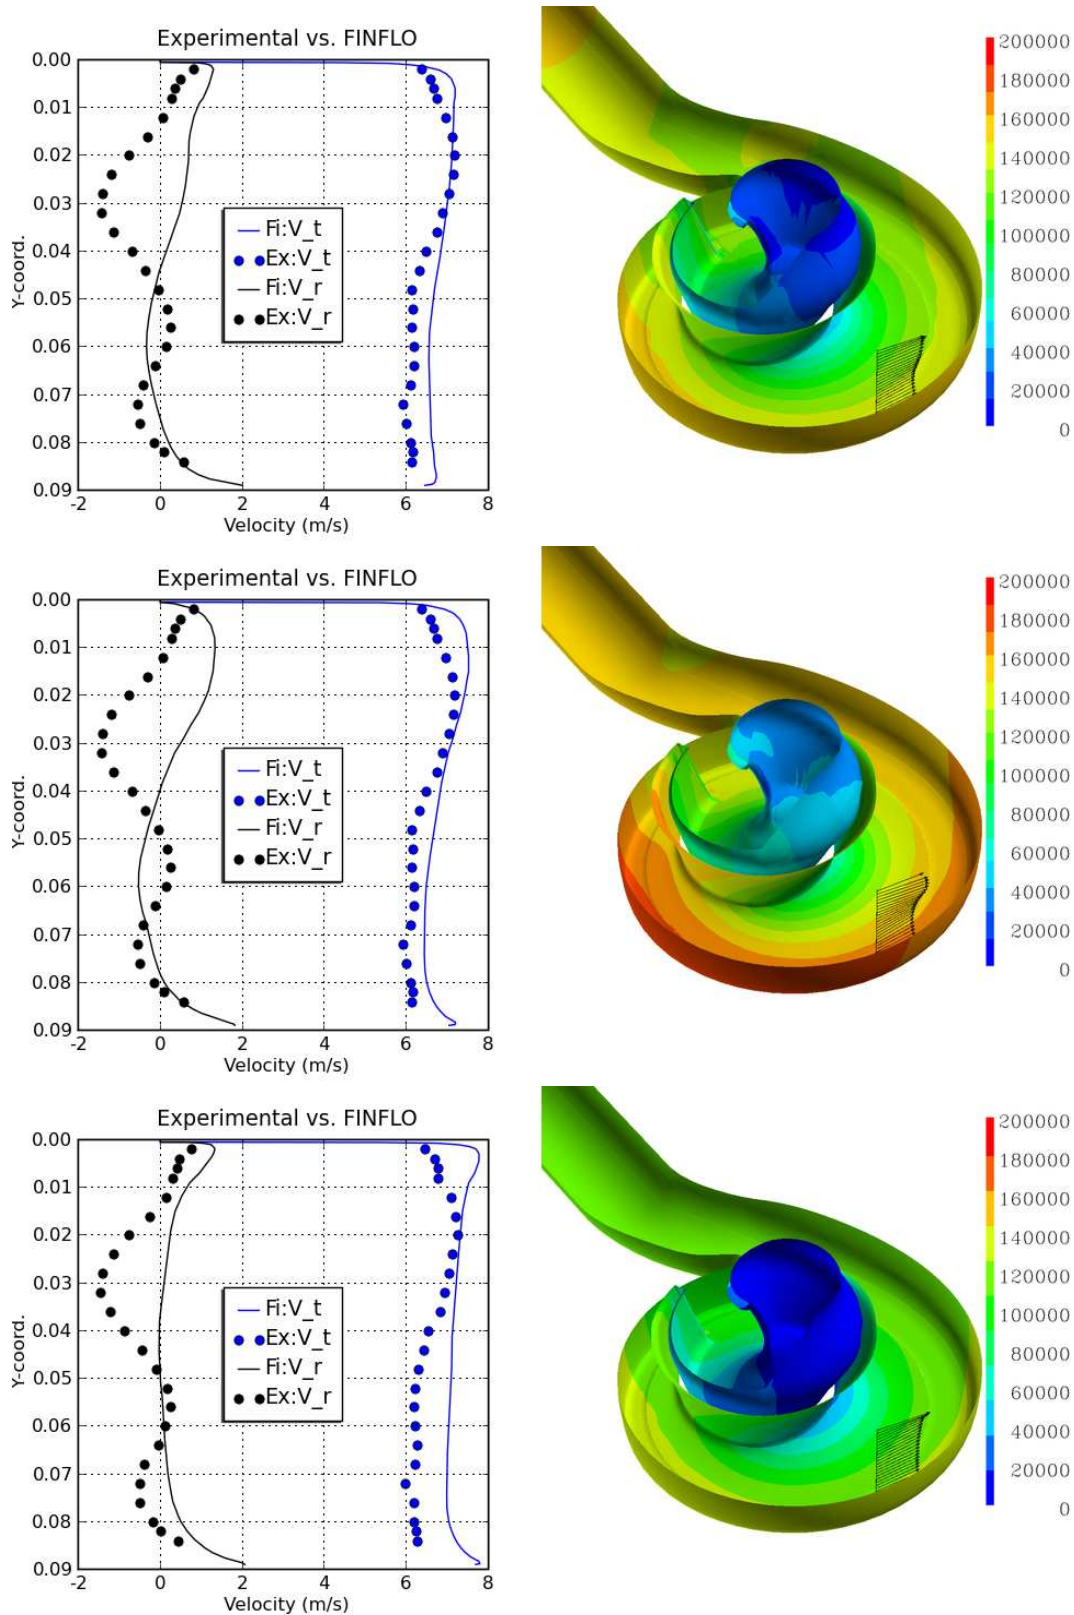 Experimental vs. FINFLO
0.00
0.01
0.02
0.03
0.04
0.05
0.06
0.07
0.08
0.09
Y-coord.
Fi:V_t
Ex:V_t
Fi:V_r
Ex:V_r
-2 0 2 4 6 8
Velocity (m/s)
200000
180000
160000
140000
120000
100000
80000
60000
40000
20000
0
Experimental vs. FINFLO
0.00
0.01
0.02
0.03
0.04
0.05
0.06
0.07
0.08
0.09
Y-coord.
Fi:V_t
Ex:V_t
Fi:V_r
Ex:V_r
-2 0 2 4 6 8
Velocity (m/s)
200000
180000
160000
140000
120000
100000
80000
60000
40000
20000
0
Experimental vs. FINFLO
0.00
0.01
0.02
0.03
0.04
0.05
0.06
0.07
0.08
0.09
Y-coord.
Fi:V_t
Ex:V_t
Fi:V_r
Ex:V_r
-2 0 2 4 6 8
Velocity (m/s)
200000
180000
160000
140000
120000
100000
80000
60000
40000
20000
0